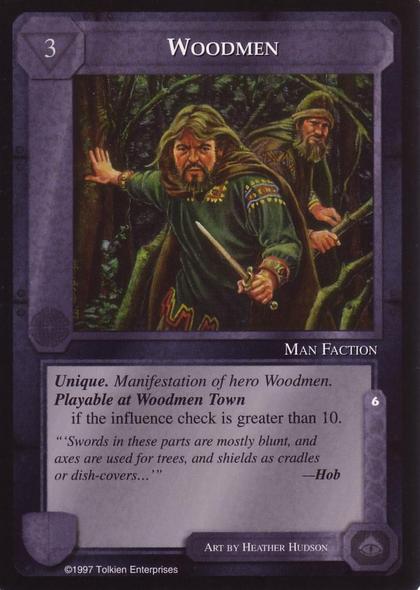 3
WOODMEN
MAN FACTION
Unique. Manifestation of hero Woodmen.
Playable at Woodmen Town
if the influence check is greater than 10.
6
“‘Swords in these parts are mostly blunt, and
axes are used for trees, and shields as cradles
or dish-covers...’” —Hob
ART BY HEATHER HUDSON
©1997 Tolkien Enterprises